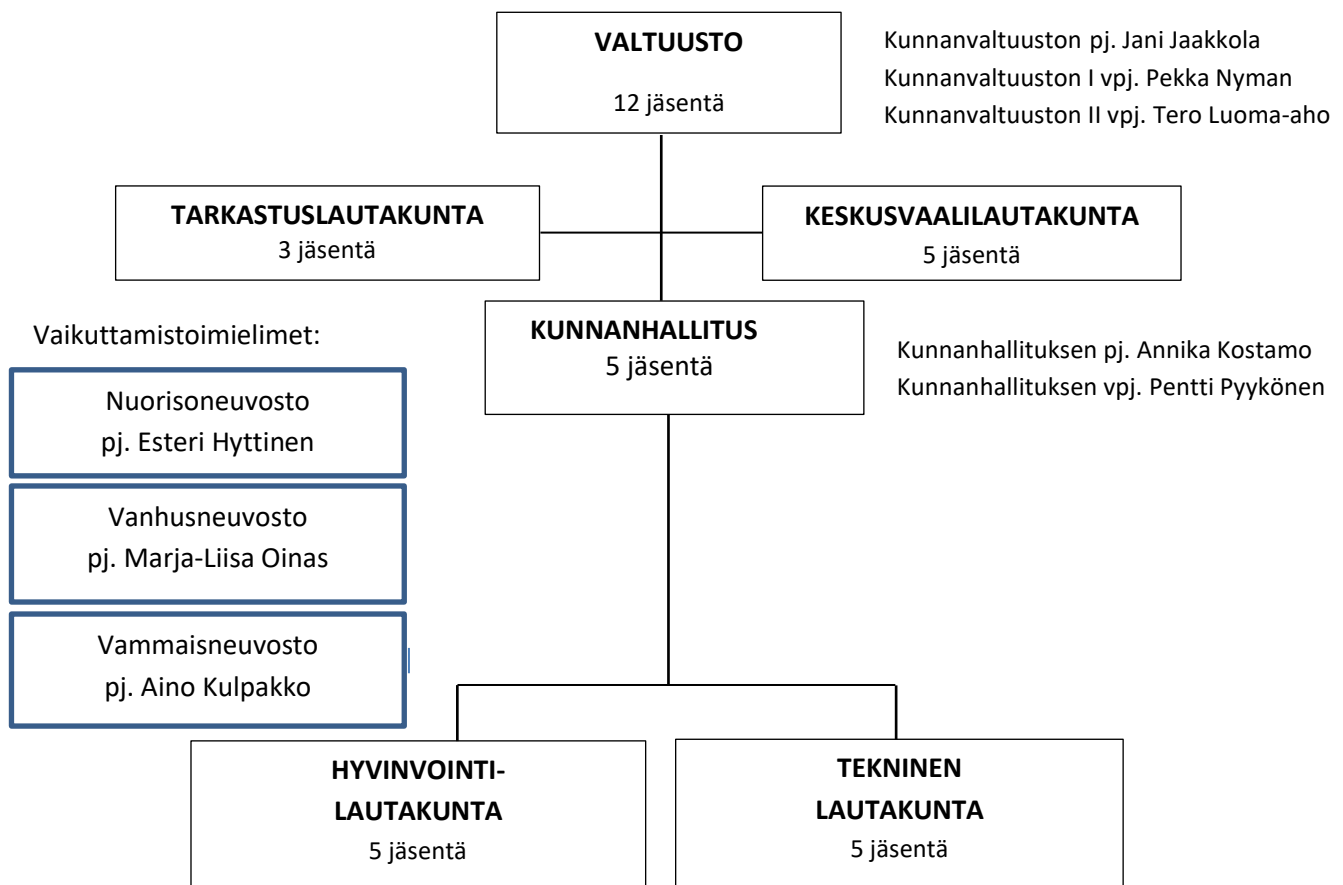 VALTUUSTO
12 jäsentä
Kunnanvaltuuston pj. Jani Jaakkola
Kunnanvaltuuston I vpj. Pekka Nyman
Kunnanvaltuuston II vpj. Tero Luoma-aho
TARKASTUSLAUTAKUNTA
3 jäsentä
KESKUSVAALILAUTAKUNTA
5 jäsentä
KUNNANHALLITUS
5 jäsentä
Kunnanhallituksen pj. Annika Kostamo
Kunnanhallituksen vpj. Pentti Pyykönen
Vaikuttamistoimielimet:
Nuorisoneuvosto
pj. Esteri Hyttinen
Vanhusneuvosto
pj. Marja-Liisa Oinas
Vammaisneuvosto
pj. Aino Kulpakko
HYVINVOINTI-
LAUTAKUNTA
5 jäsentä
TEKNINEN
LAUTAKUNTA
5 jäsentä